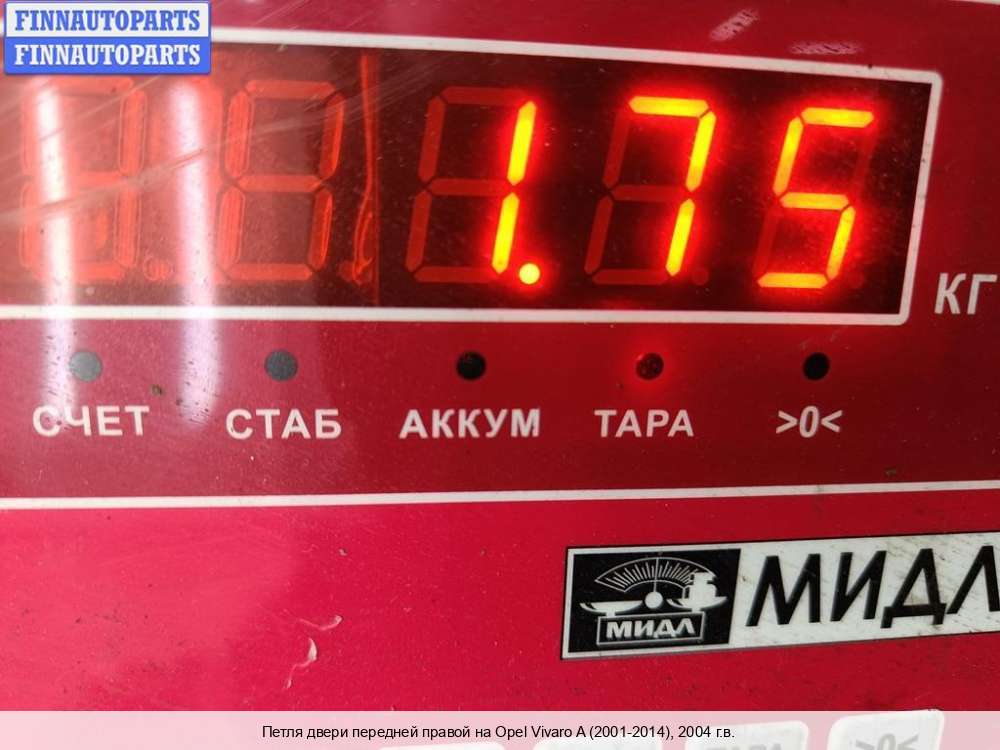 FINNAUTOPARTS
FINNAUTOPARTS
1.75
КГ
СЧЕТ СТАБ АККУМ ТАРА >0<
МИДЛ МИДЛ
Петля двери передней правой на Opel Vivaro A (2001-2014), 2004 г.в.